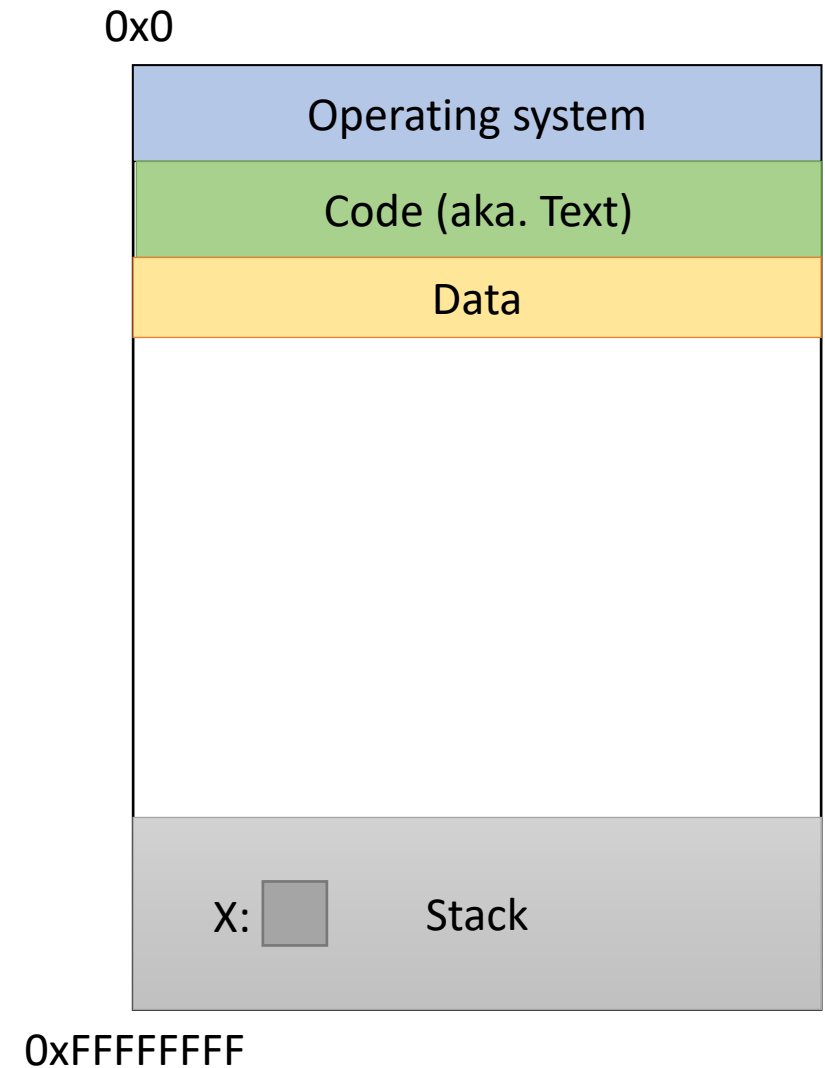 0x0
Operating system
Code (aka. Text)
Data
X: Stack
0xFFFFFFFF